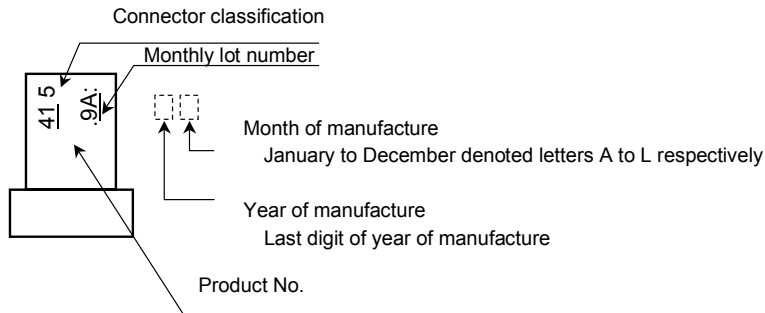 Connector classification
Monthly lot number
41 5
.9A:
Month of manufacture
January to December denoted letters A to L respectively
Year of manufacture
Last digit of year of manufacture
Product No.